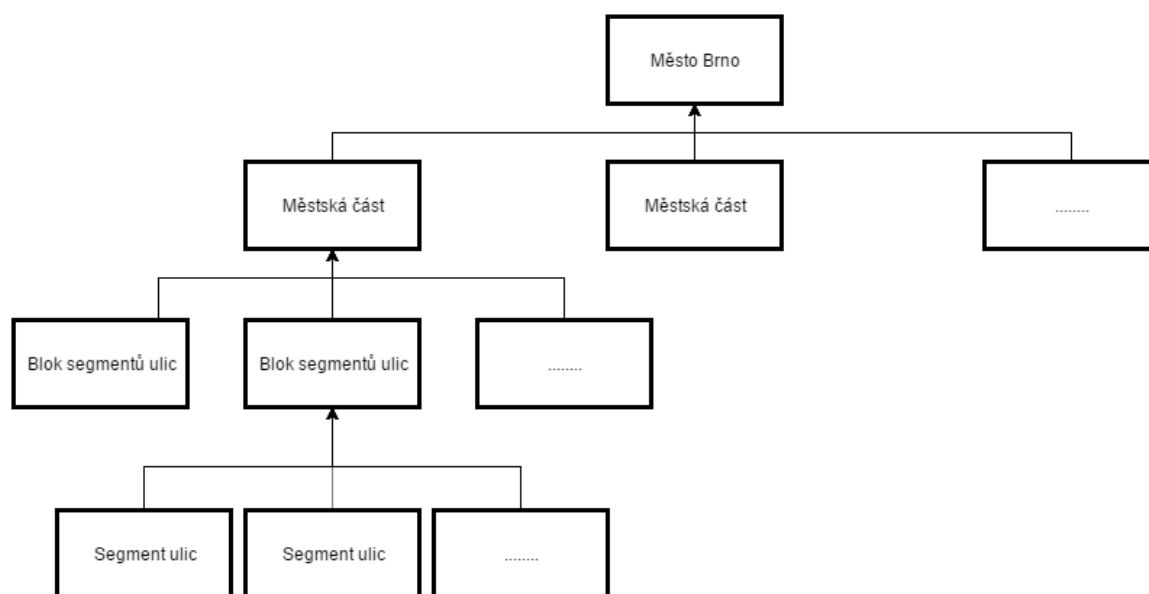 Město Brno
Městská část
Městská část
........
Blok segmentů ulic
Blok segmentů ulic
........
Segment ulic
Segment ulic
........